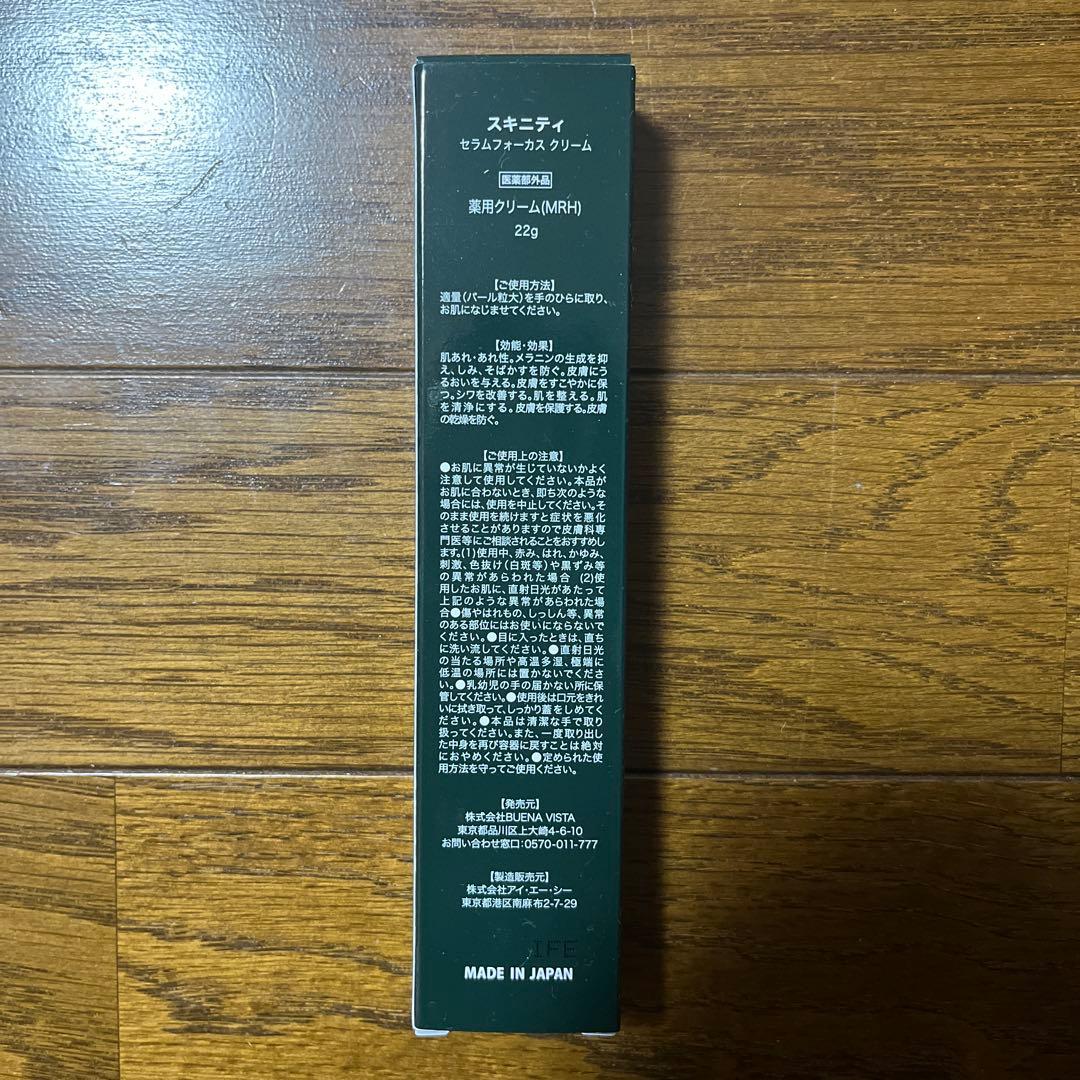 スキニティ
セラムフォーカス クリーム
医薬部外品
薬用クリーム(MRH)
22g
【ご使用方法】
適量(パール粒大)を手のひらに取り、
お肌になじませてください。
【効能・効果】
肌あれ・あれ性。メラニンの生成を抑
え、しみ、そばかすを防ぐ。皮膚にう
るおいを与える。皮膚をすこやかに保
つ。シワを改善する。肌を整える。肌
を清浄にする。皮膚を保護する。皮膚
の乾燥を防ぐ。
【ご使用上の注意】
●お肌に異常が生じていないかよく
注意して使用してください。本品が
お肌に合わないとき、即ち次のような
場合には、使用を中止してください。そ
のまま使用を続けますと症状を悪化
させることがありますので皮膚科専
門医等にご相談されることをおすすめし
ます。(1)使用中、赤み、はれ、かゆみ、
刺激、色抜け(白斑等)や黒ずみ等
の異常があらわれた場合 (2)使
用したお肌に、直射日光があたって
上記のような異常があらわれた場
合●傷やはれもの、しっしん等、異常
のある部位にはお使いにならないで
ください。●目に入ったときは、直ち
に洗い流してください。●直射日光
の当たる場所や高温多湿、極端に
低温の場所には置かないでくださ
い。●乳幼児の手の届かない所に保
管してください。●使用後は口元をきれ
いに拭き取って、しっかり蓋をしめてく
ださい。●本品は清潔な手で取り
扱ってください。また、一度取り出し
た中身を再び容器に戻すことは絶対
におやめください。●定められた使
用方法を守ってご使用ください。
【発売元】
株式会社BUENA VISTA
東京都品川区上大崎4-6-10
お問い合わせ窓口:0570-011-777
【製造販売元】
株式会社アイ・エー・シー
東京都港区南麻布2-7-29
IFE
MADE IN JAPAN